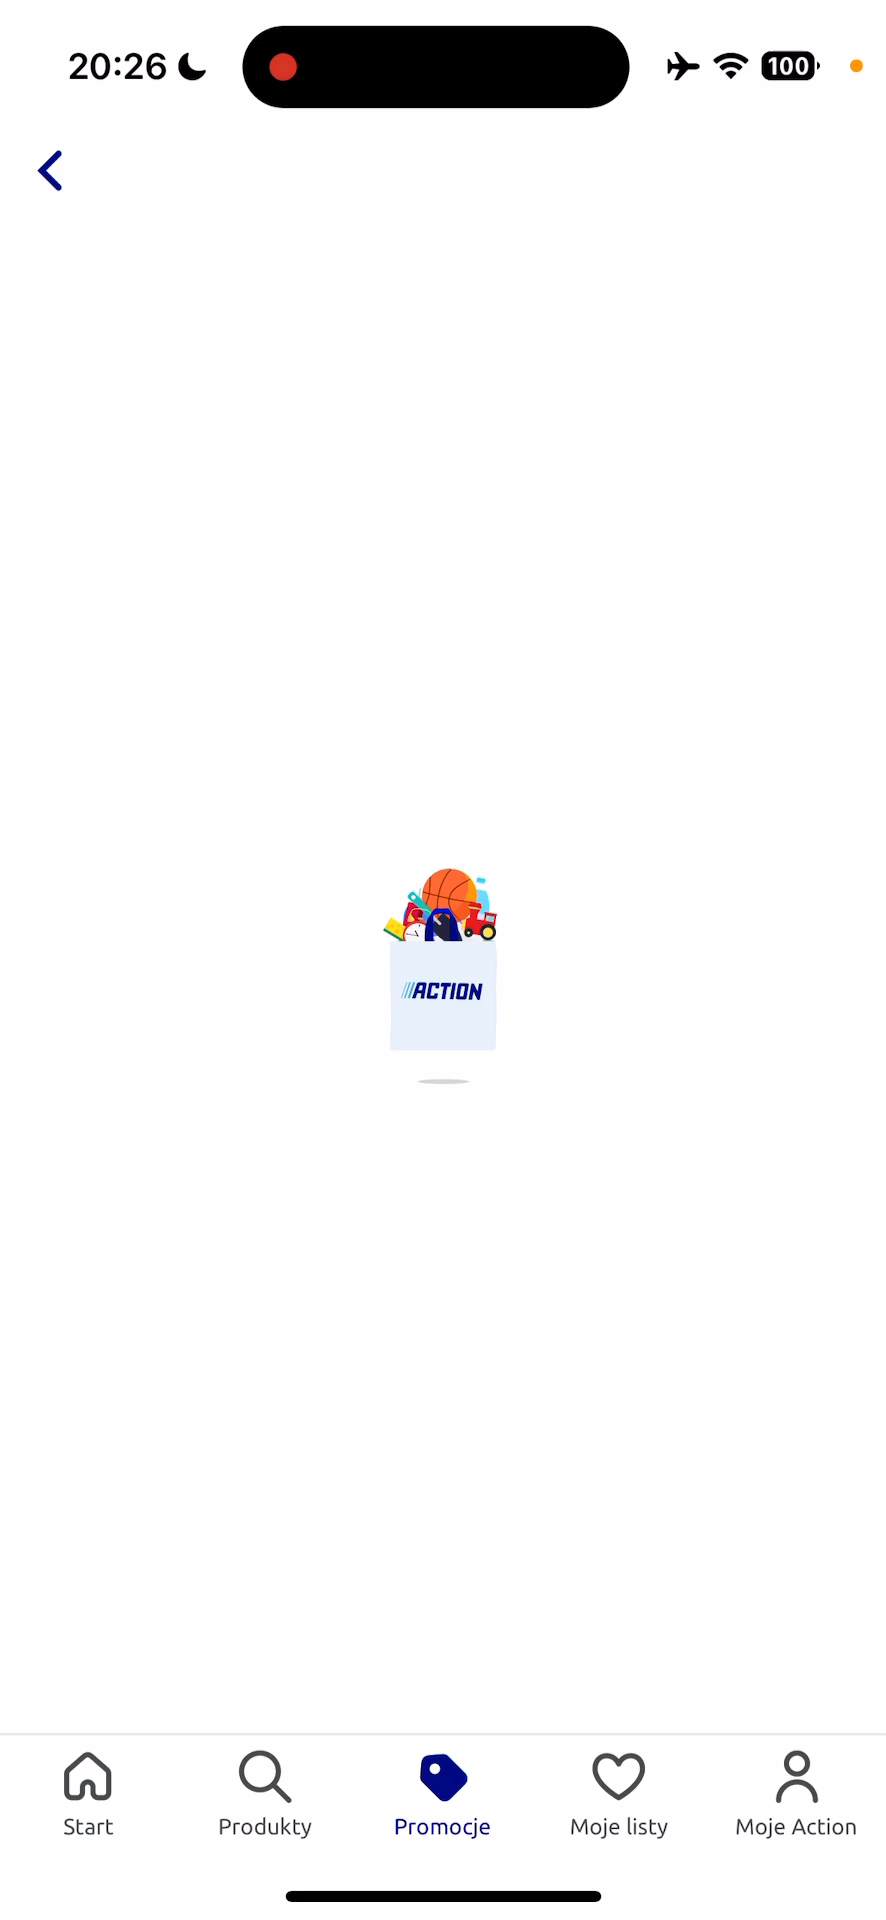 20:26
100
ACTION
Start
Produkty
Promocje
Moje listy
Moje Action